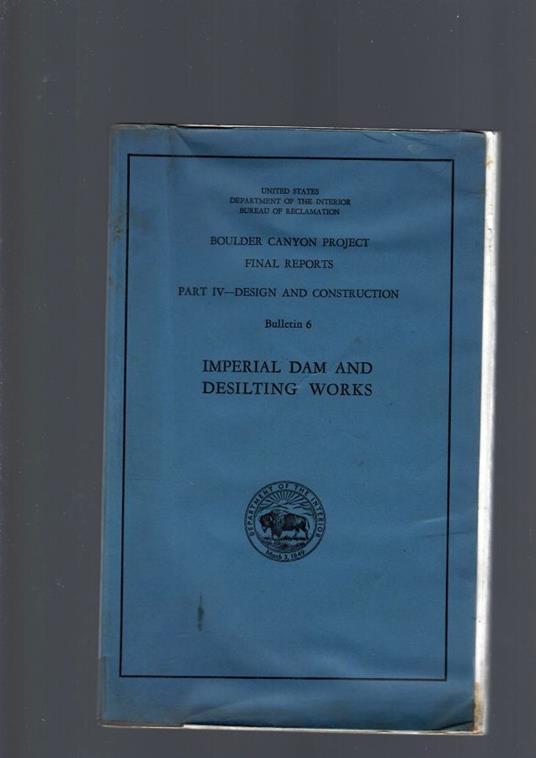 UNITED STATES
DEPARTMENT OF THE INTERIOR
BUREAU OF RECLAMATION
BOULDER CANYON PROJECT
FINAL REPORTS
PART IV—DESIGN AND CONSTRUCTION
Bulletin 6
IMPERIAL DAM AND
DESILTING WORKS
DEPARTMENT OF THE INTERIOR
March 3, 1849